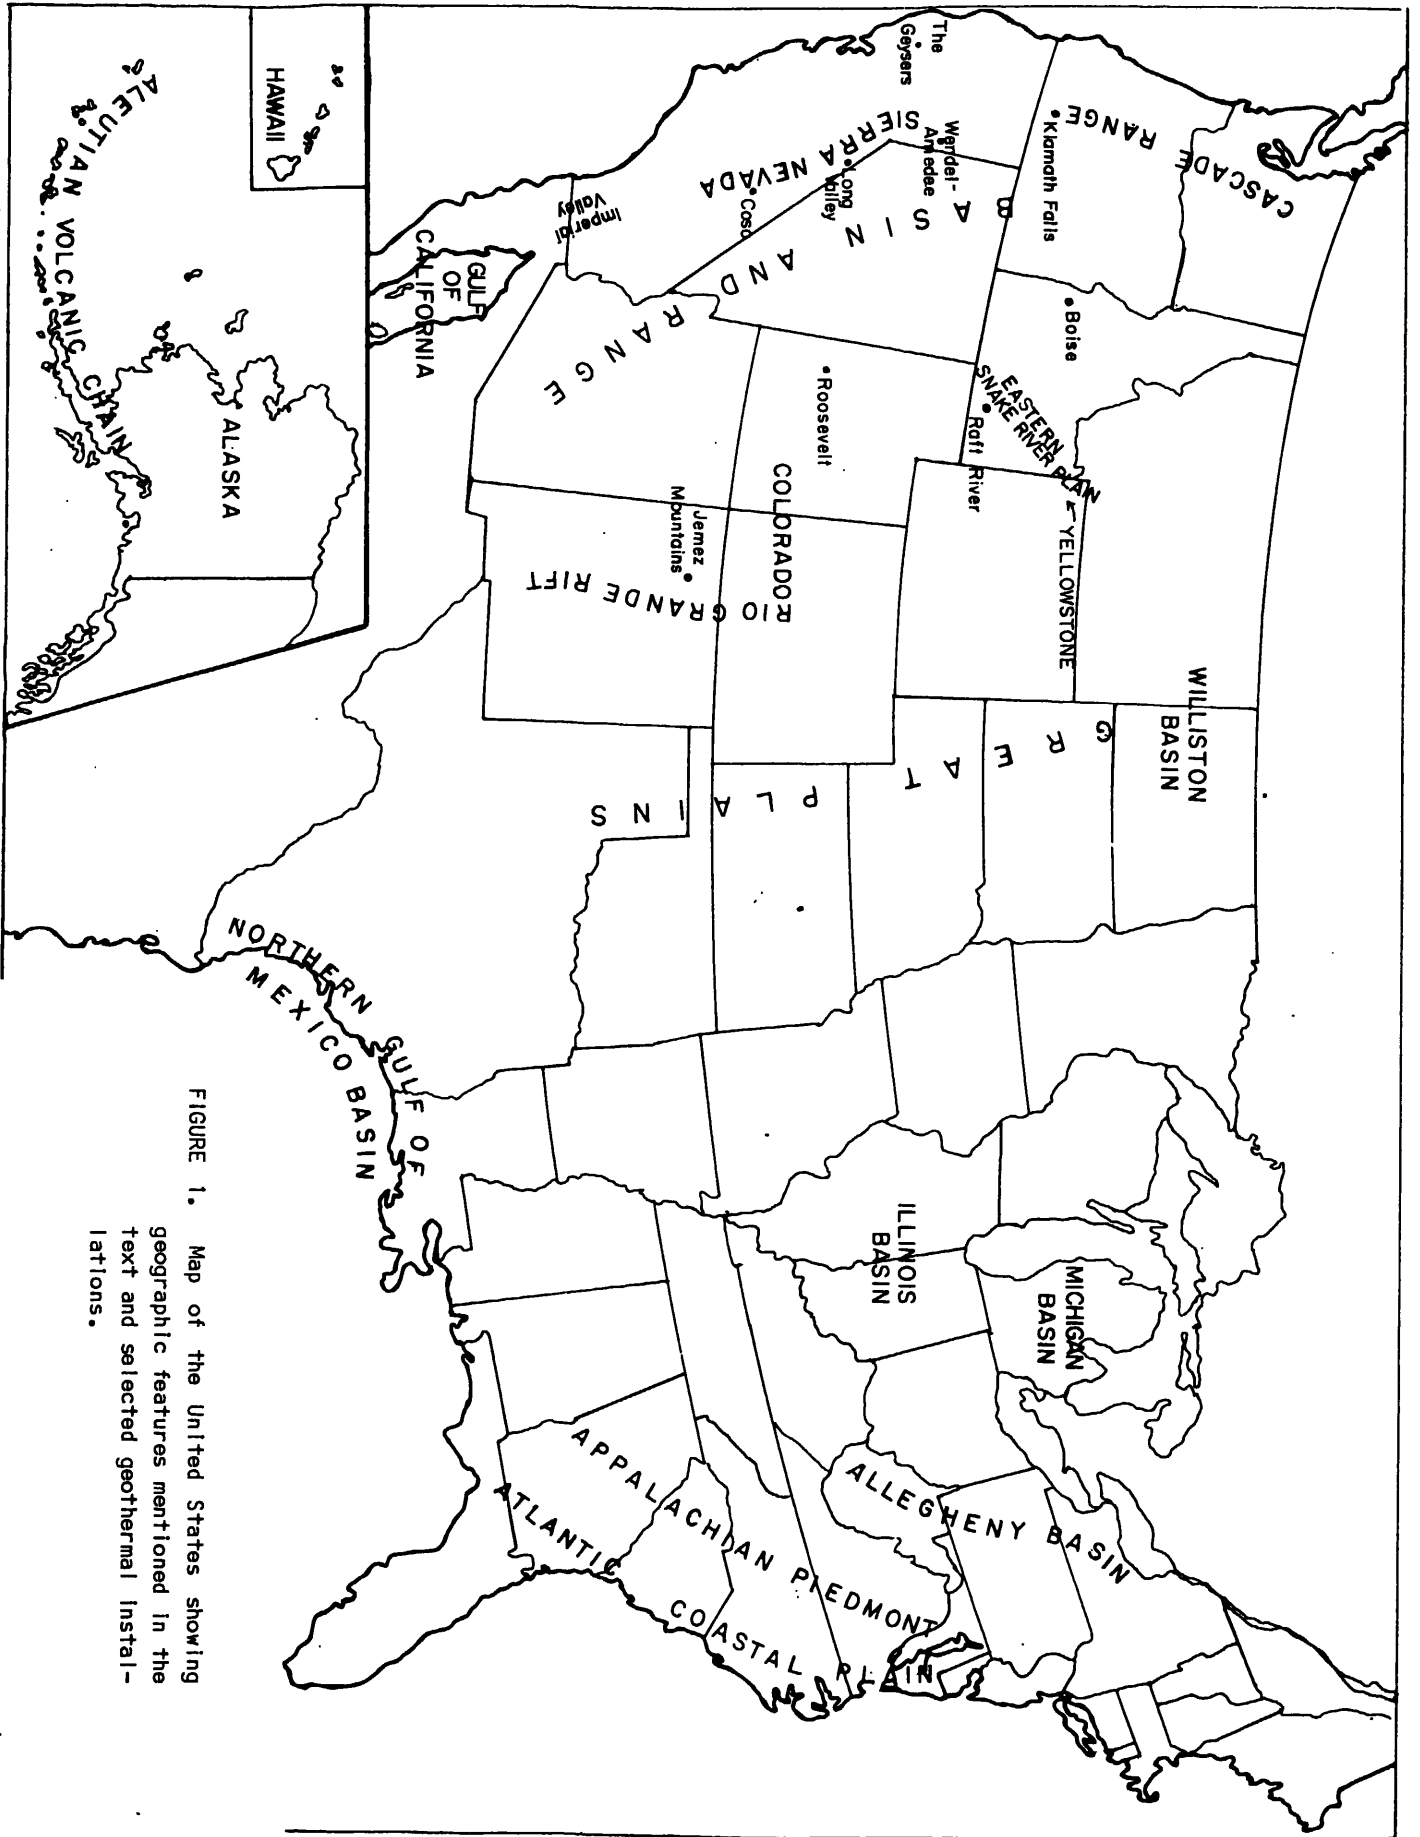 CASCADE RANGE
Klamath Falls
The
Geysers
Wendel-
Amedee
SIERRA NEVADA
Long
Valley
Coso
Imperial
Valley
BASIN AND RANGE
Boise
EASTERN
SNAKE RIVER PLAIN
Raft River
YELLOWSTONE
Roosevelt
COLORADO
Jemez
Mountains
RIO GRANDE RIFT
WILLISTON
BASIN
GREAT
PLAINS
MICHIGAN
BASIN
ILLINOIS
BASIN
ALLEGHENY BASIN
APPALACHIAN PIEDMONT
ATLANTIC COASTAL PLAIN
NORTHERN GULF OF
MEXICO BASIN
GULF
OF
CALIFORNIA
HAWAII
ALASKA
ALEUTIAN VOLCANIC CHAIN
FIGURE 1. Map of the United States showing
geographic features mentioned in the
text and selected geothermal instal-
lations.